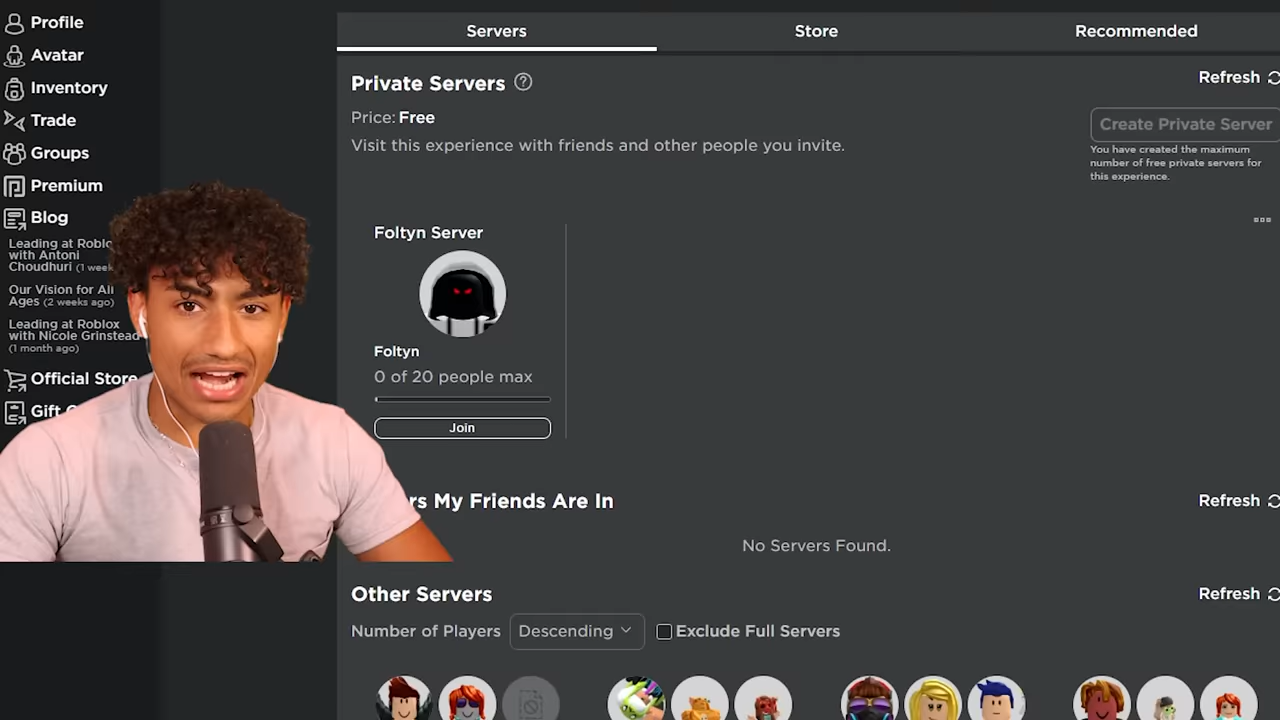 Profile
Avatar
Inventory
Trade
Groups
Premium
Blog
Leading at Roblo
with Antoni
Choudhuri (1 week
Our Vision for All
Ages (2 weeks ago)
Leading at Roblox
with Nicole Grinstead
(1 month ago)
Official Store
Gift
Servers
Store
Recommended
Private Servers
Refresh
Price: Free
Visit this experience with friends and other people you invite.
Create Private Server
You have created the maximum
number of free private servers for
this experience.
Foltyn Server
Foltyn
0 of 20 people max
Join
rs My Friends Are In
Refresh
No Servers Found.
Other Servers
Refresh
Number of Players
Descending
Exclude Full Servers